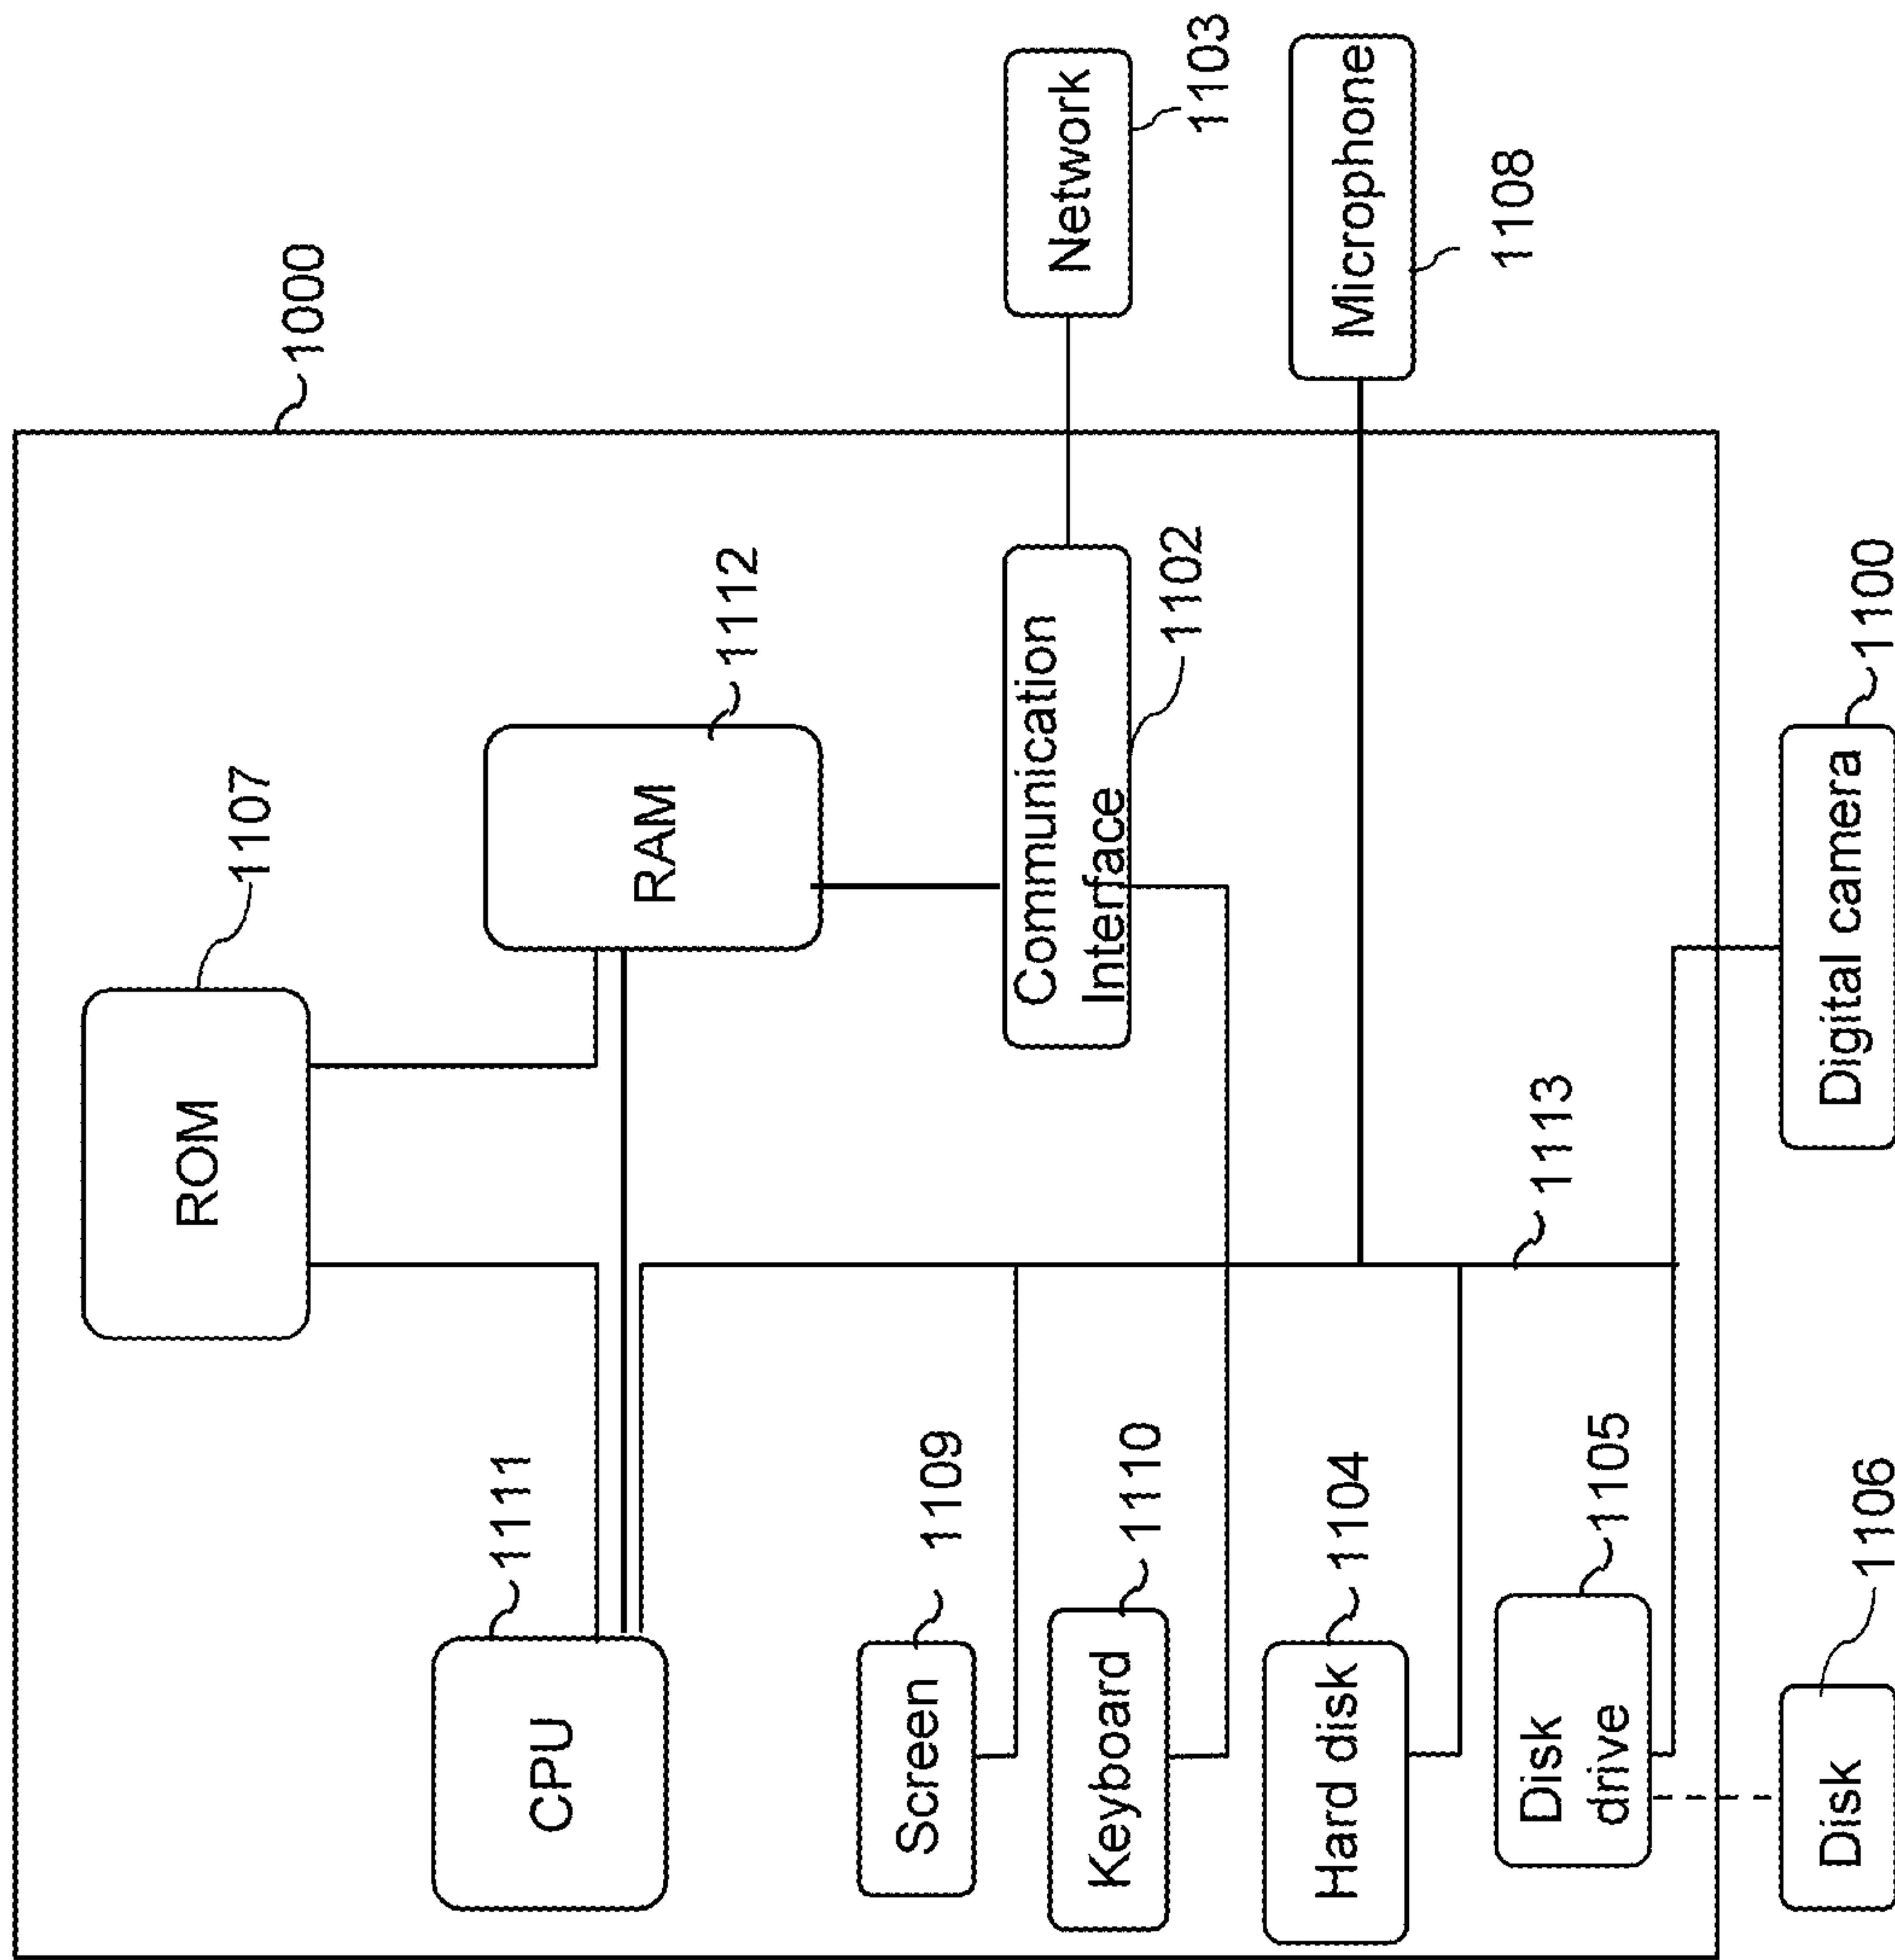 1000
1107
ROM
1111
CPU
1112
RAM
1109
Screen
Communication
Interface
1102
Network
1103
1110
Keyboard
Microphone
1108
1104
Hard disk
1113
1105
Disk
drive
1106
Disk
Digital camera
1100